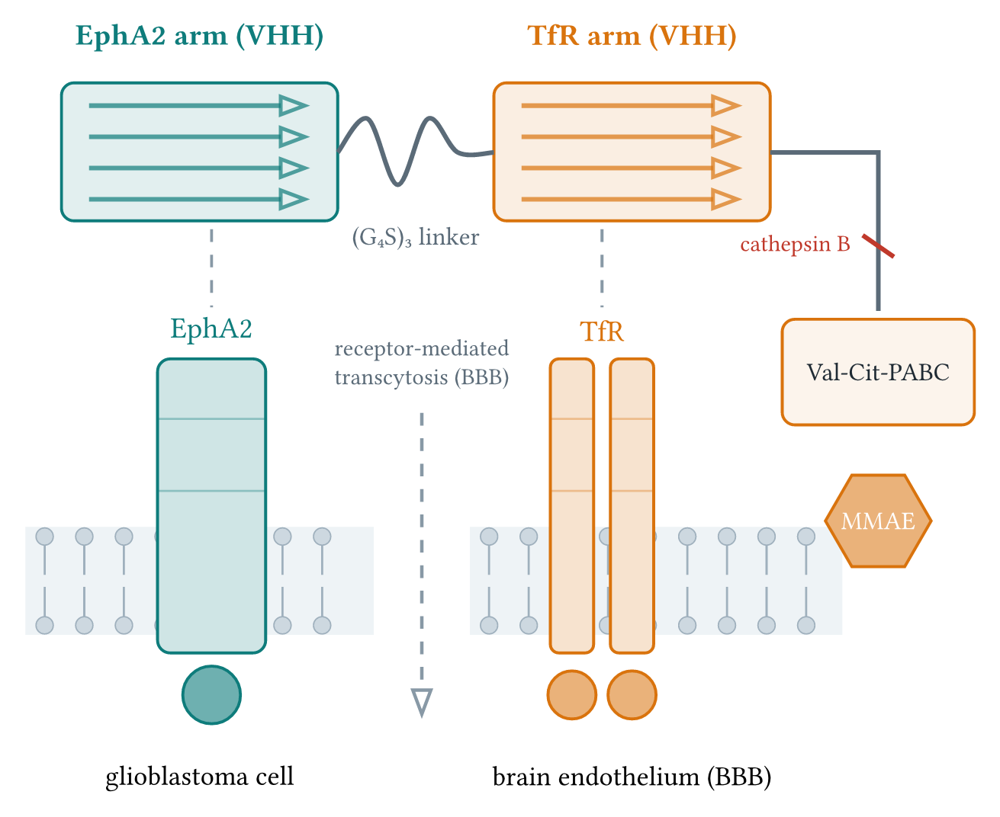 EphA2 arm (VHH)
TfR arm (VHH)
(G₄S)₃ linker
cathepsin B
EphA2
TfR
receptor-mediated
transcytosis (BBB)
Val-Cit-PABC
MMAE
glioblastoma cell
brain endothelium (BBB)